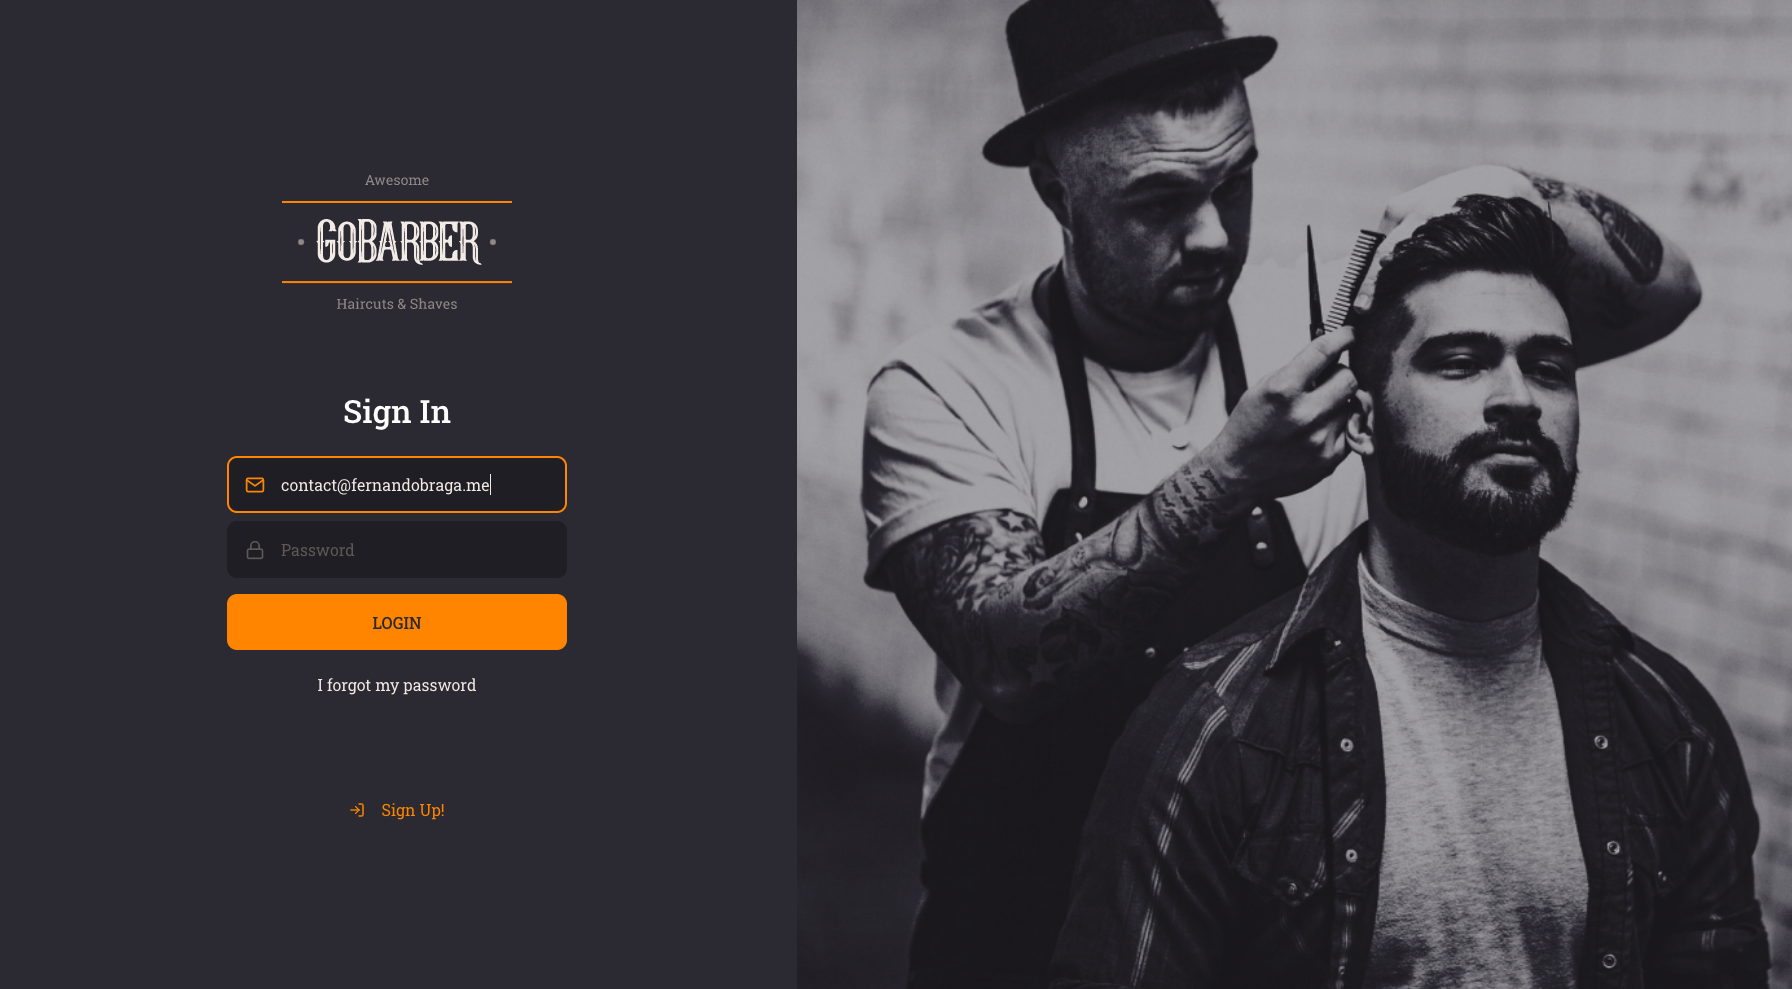 Awesome
GOBARBER
Haircuts & Shaves
Sign In
contact@fernandobraga.me
Password
LOGIN
I forgot my password
Sign Up!